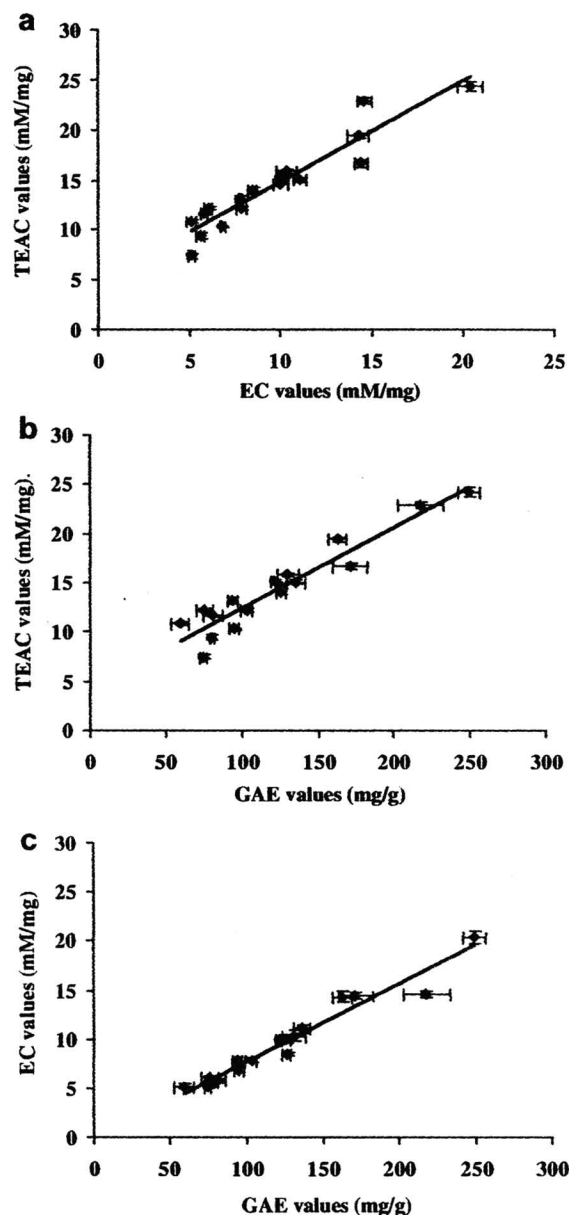 a
30
25
20
15
10
5
0
TEAC values (mM/mg)
0 5 10 15 20 25
EC values (mM/mg)
b
30
25
20
15
10
5
0
TEAC values (mM/mg).
0 50 100 150 200 250 300
GAE values (mg/g)
c
30
25
20
15
10
5
0
EC values (mM/mg)
0 50 100 150 200 250 300
GAE values (mg/g)